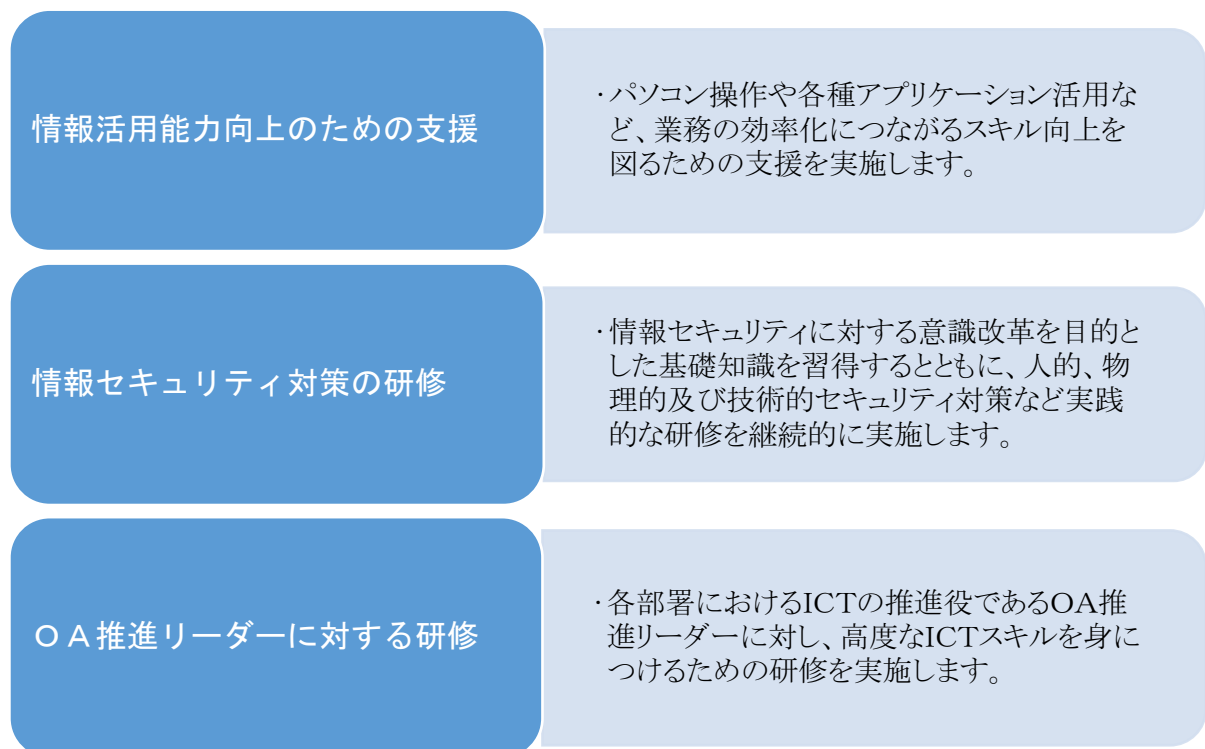 情報活用能力向上のための支援
・パソコン操作や各種アプリケーション活用な
ど、業務の効率化につながるスキル向上を
図るための支援を実施します。
情報セキュリティ対策の研修
・情報セキュリティに対する意識改革を目的と
した基礎知識を習得するとともに、人的、物
理的及び技術的セキュリティ対策など実践
的な研修を継続的に実施します。
ＯＡ推進リーダーに対する研修
・各部署におけるICTの推進役であるOA推
進リーダーに対し、高度なICTスキルを身に
つけるための研修を実施します。